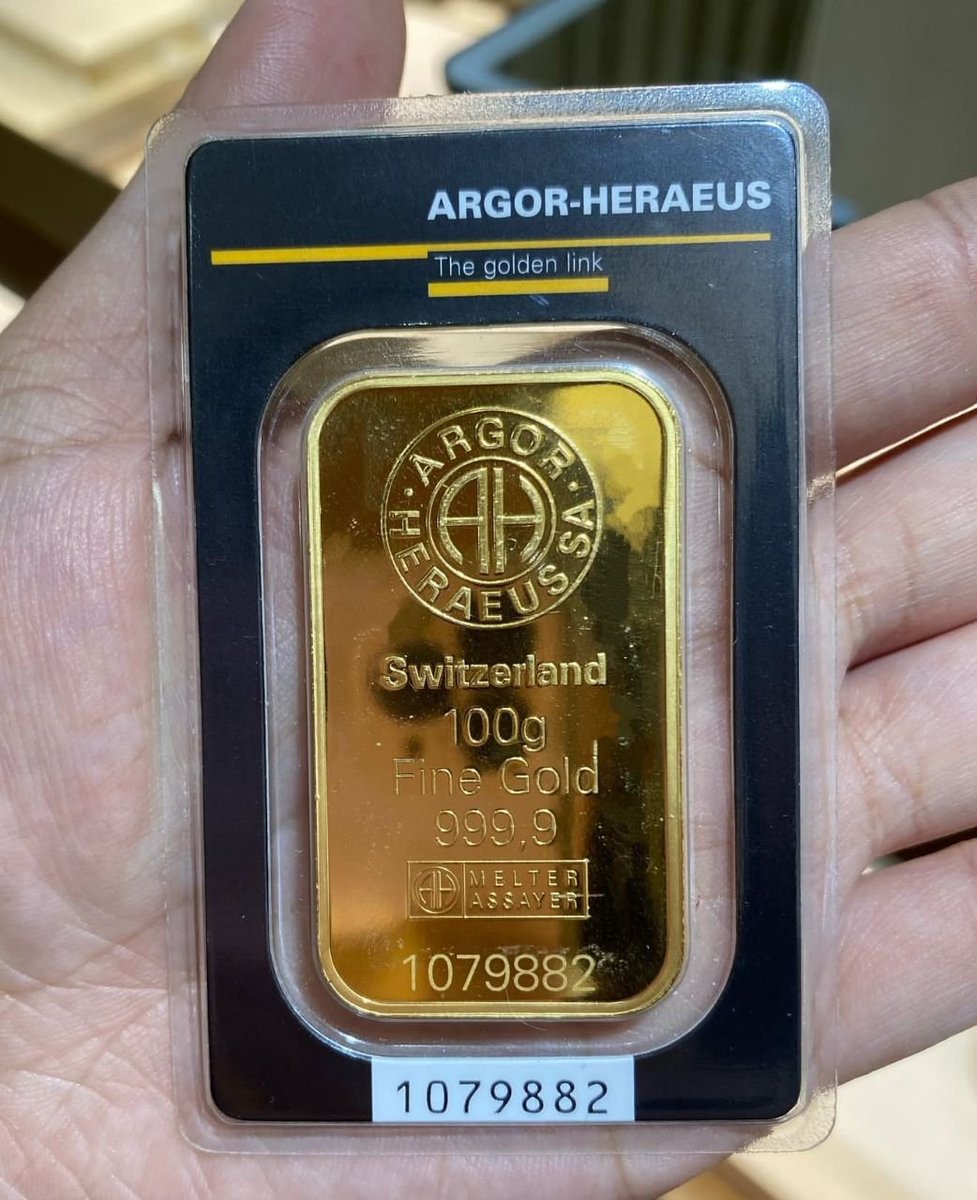 ARGOR-HERAEUS
The golden link
·ARGOR·
HERAEUS SA
AH
Switzerland
100g
Fine Gold
999,9
AH MELTER
ASSAYER
1079882
1079882